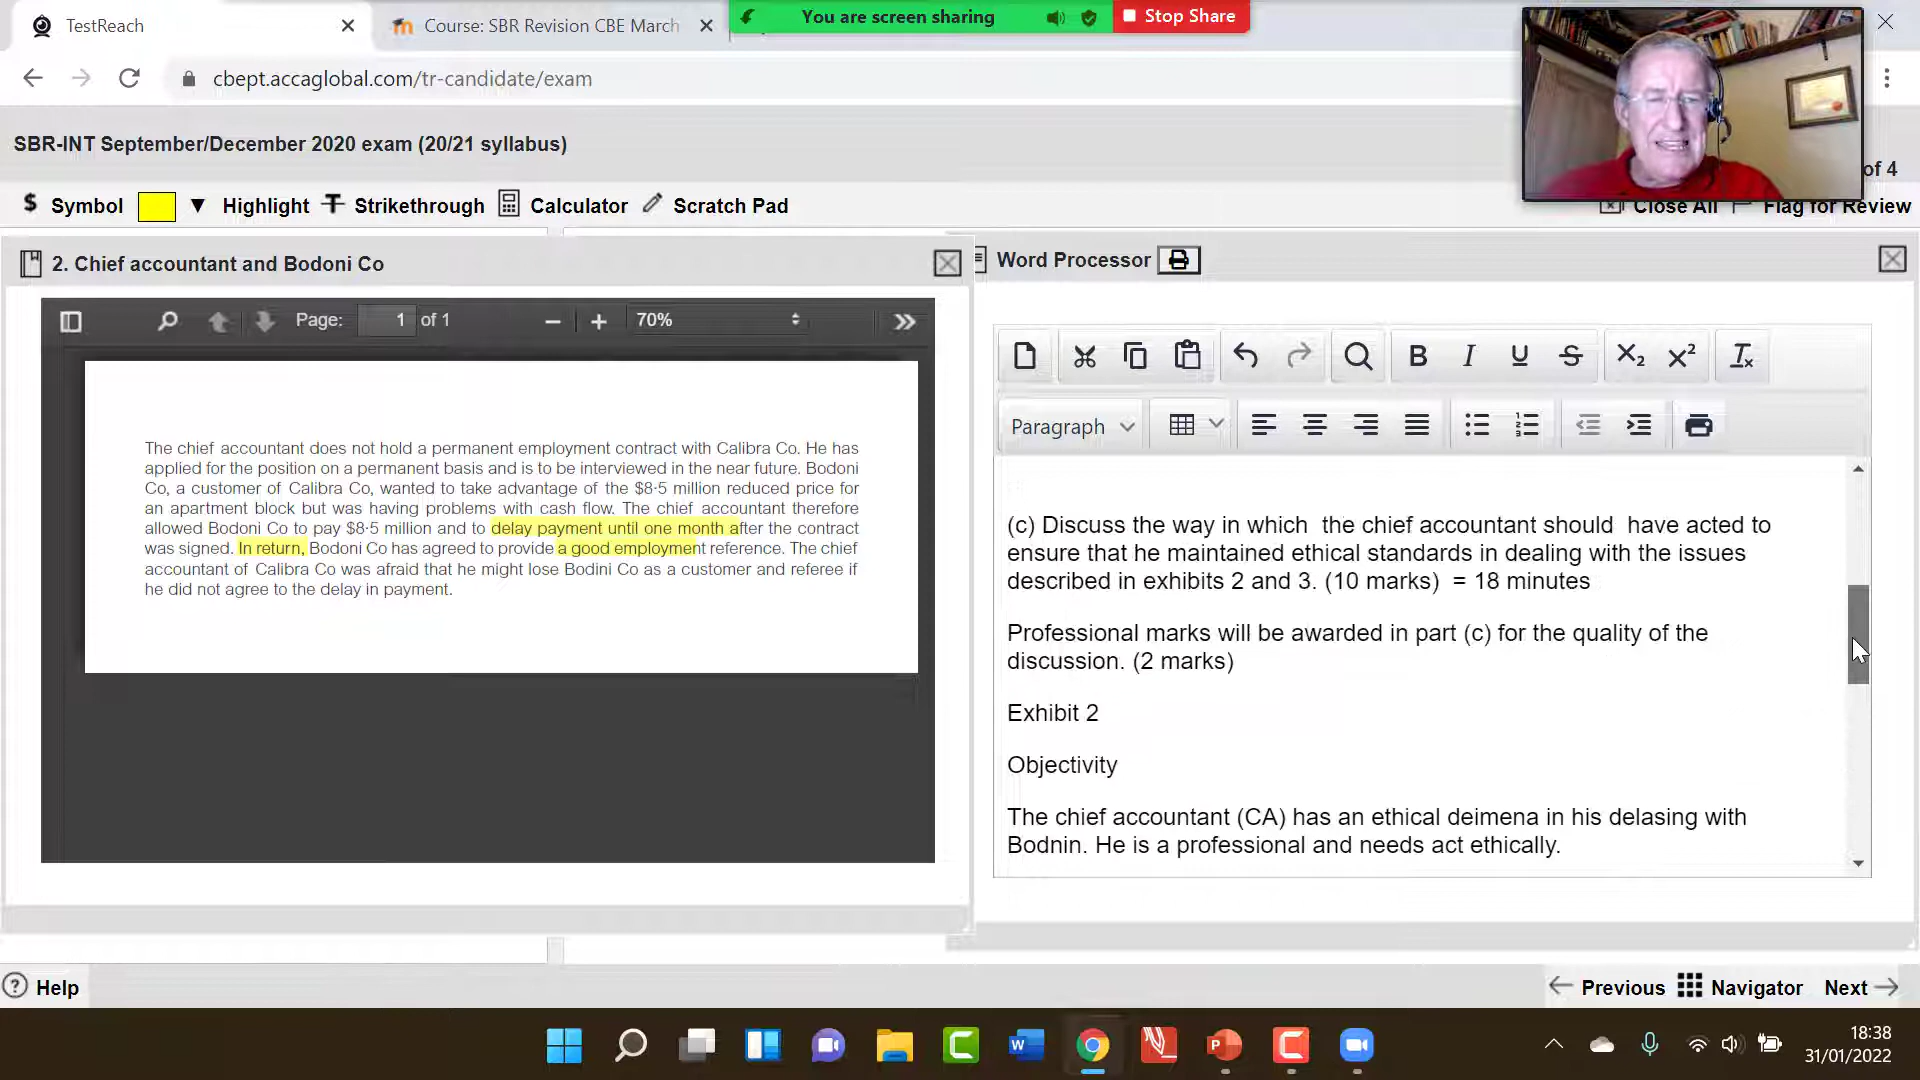 TestReach
Course: SBR Revision CBE March
You are screen sharing
Stop Share
cbept.accaglobal.com/tr-candidate/exam
SBR-INT September/December 2020 exam (20/21 syllabus)
of 4
$ Symbol
Highlight
Strikethrough
Calculator
Scratch Pad
Close All
Flag for Review
2. Chief accountant and Bodoni Co
Page: 1 of 1
70%
The chief accountant does not hold a permanent employment contract with Calibra Co. He has
applied for the position on a permanent basis and is to be interviewed in the near future. Bodoni
Co, a customer of Calibra Co, wanted to take advantage of the $8·5 million reduced price for
an apartment block but was having problems with cash flow. The chief accountant therefore
allowed Bodoni Co to pay $8·5 million and to delay payment until one month after the contract
was signed. In return, Bodoni Co has agreed to provide a good employment reference. The chief
accountant of Calibra Co was afraid that he might lose Bodini Co as a customer and referee if
he did not agree to the delay in payment.
Word Processor
B I U S X₂ X² Tx
Paragraph
(c) Discuss the way in which the chief accountant should have acted to
ensure that he maintained ethical standards in dealing with the issues
described in exhibits 2 and 3. (10 marks) = 18 minutes
Professional marks will be awarded in part (c) for the quality of the
discussion. (2 marks)
Exhibit 2
Objectivity
The chief accountant (CA) has an ethical deimena in his delasing with
Bodnin. He is a professional and needs act ethically.
Help
Previous
Navigator
Next
18:38
31/01/2022